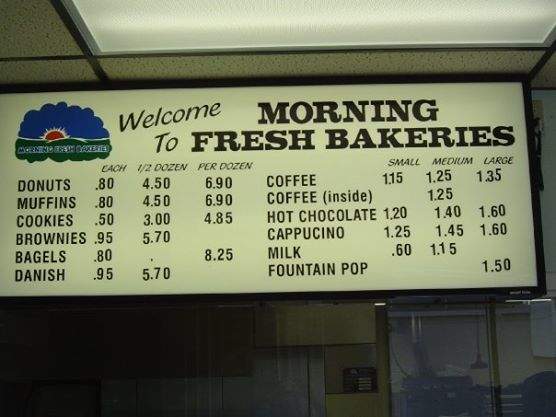 Welcome To MORNING FRESH BAKERIES
MORNING FRESH BAKERIES
EACH 1/2 DOZEN PER DOZEN
DONUTS .80 4.50 6.90
MUFFINS .80 4.50 6.90
COOKIES .50 3.00 4.85
BROWNIES .95 5.70
BAGELS .80 . 8.25
DANISH .95 5.70
SMALL MEDIUM LARGE
COFFEE 1.15 1.25 1.35
COFFEE (inside) 1.25
HOT CHOCOLATE 1.20 1.40 1.60
CAPPUCINO 1.25 1.45 1.60
MILK .60 1.15
FOUNTAIN POP 1.50